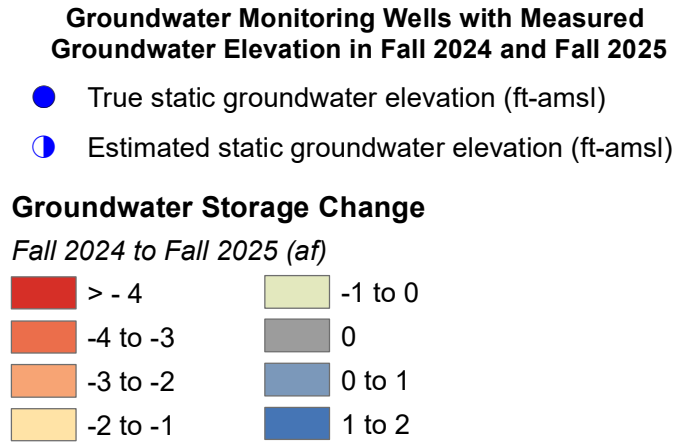 Groundwater Monitoring Wells with Measured
Groundwater Elevation in Fall 2024 and Fall 2025
True static groundwater elevation (ft-amsl)
Estimated static groundwater elevation (ft-amsl)
Groundwater Storage Change
Fall 2024 to Fall 2025 (af)
> - 4
-4 to -3
-3 to -2
-2 to -1
-1 to 0
0
0 to 1
1 to 2